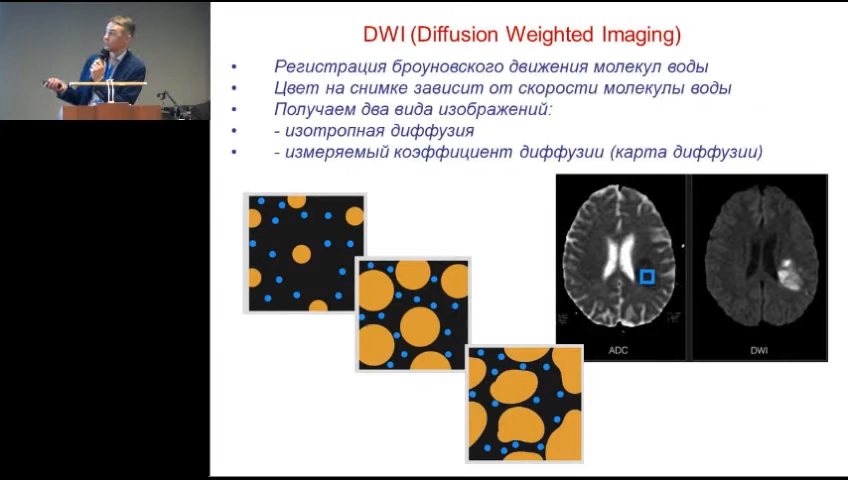 DWI (Diffusion Weighted Imaging)
• Регистрация броуновского движения молекул воды
• Цвет на снимке зависит от скорости молекулы воды
• Получаем два вида изображений:
• - изотропная диффузия
• - измеряемый коэффициент диффузии (карта диффузии)
ADC
DWI